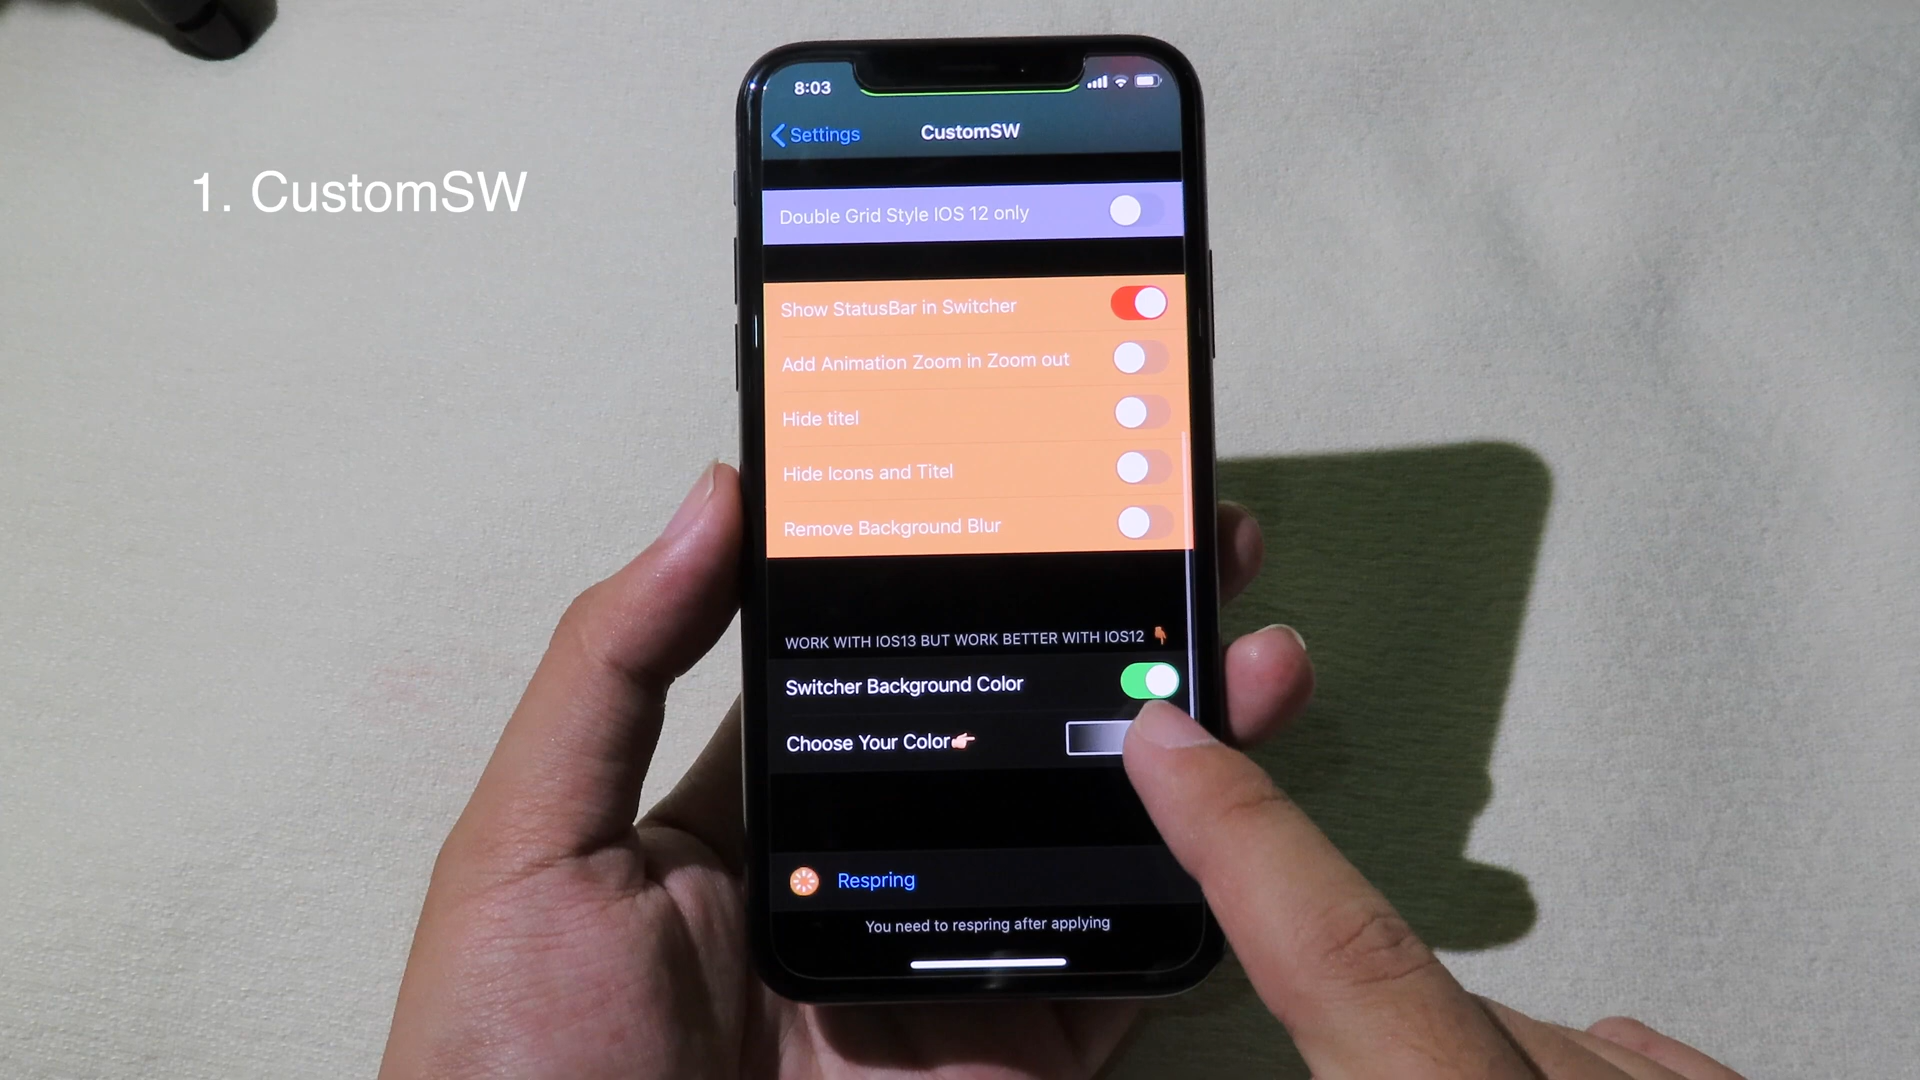 1. CustomSW
8:03
Settings
CustomSW
Double Grid Style IOS 12 only
Show StatusBar in Switcher
Add Animation Zoom in Zoom out
Hide titel
Hide Icons and Titel
Remove Background Blur
WORK WITH IOS13 BUT WORK BETTER WITH IOS12 👇
Switcher Background Color
Choose Your Color👉
Respring
You need to respring after applying